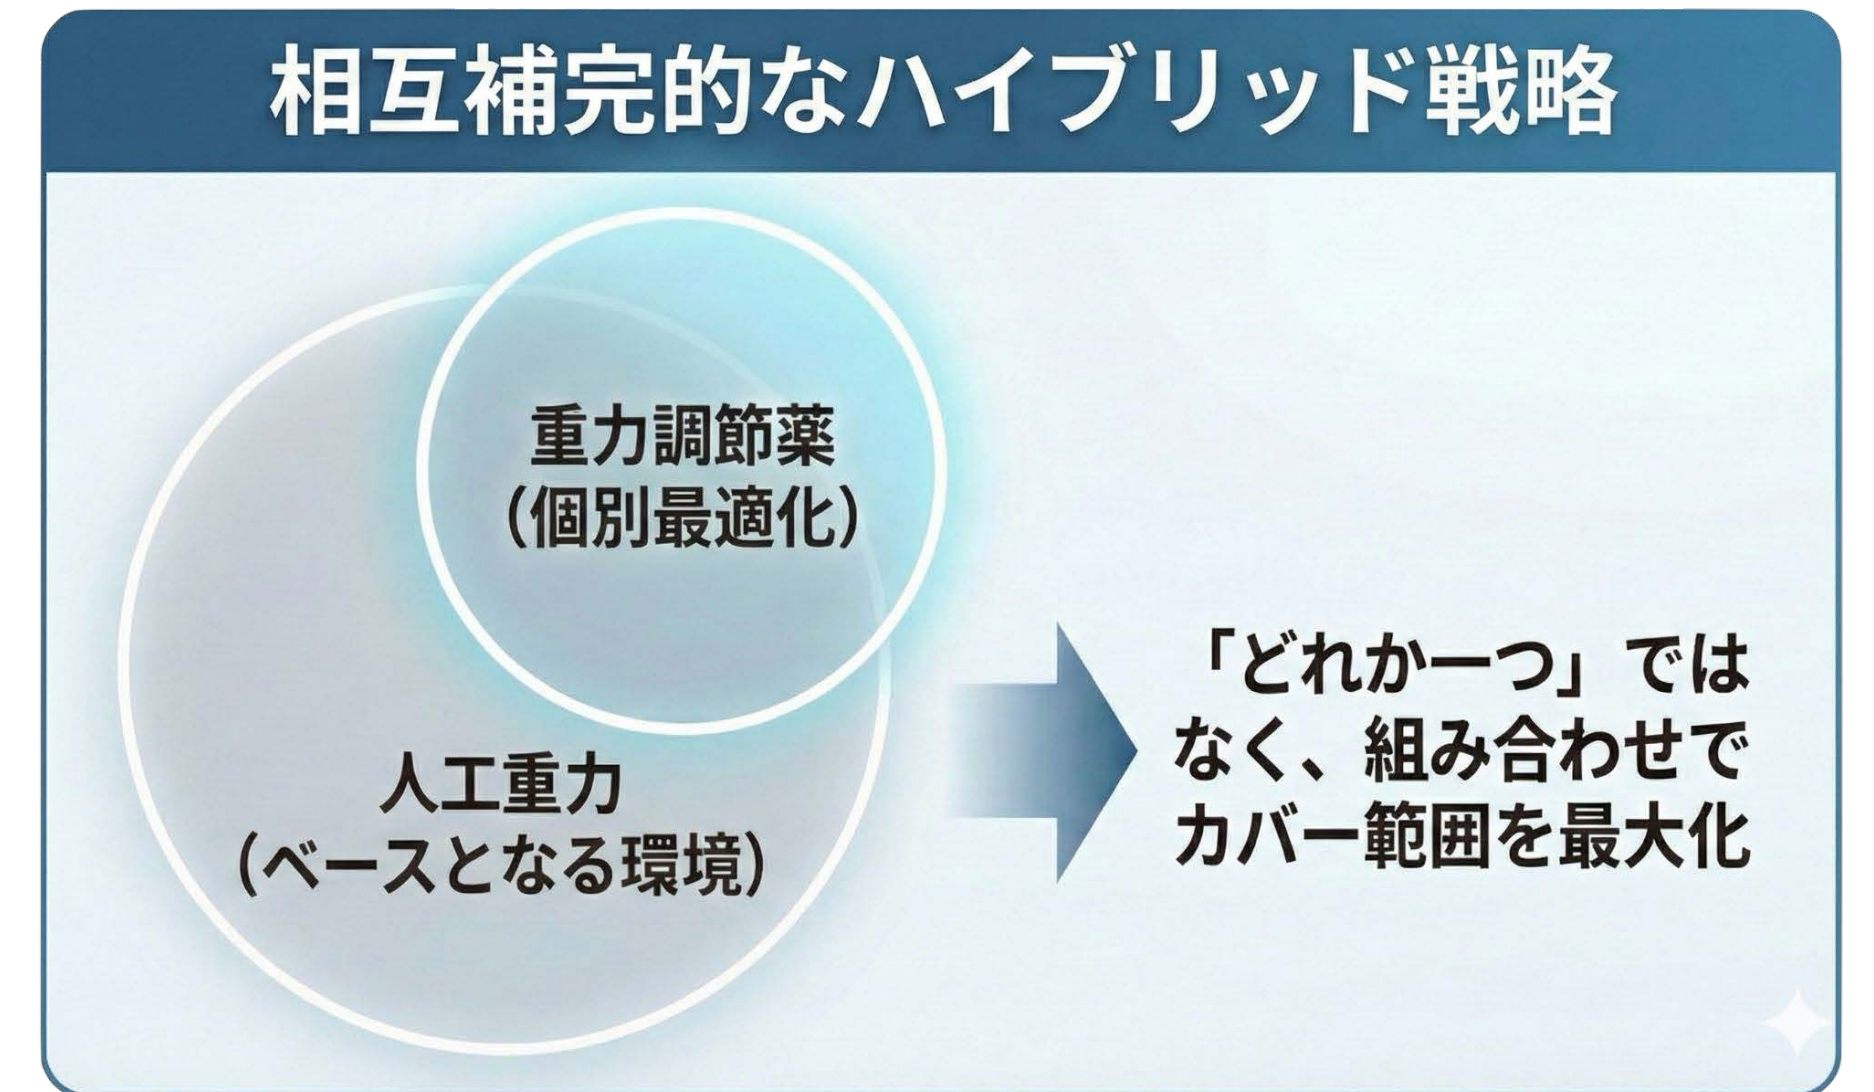 相互補完的なハイブリッド戦略
重力調節薬
（個別最適化）
人工重力
（ベースとなる環境）
「どれか一つ」では
なく、組み合わせで
カバー範囲を最大化